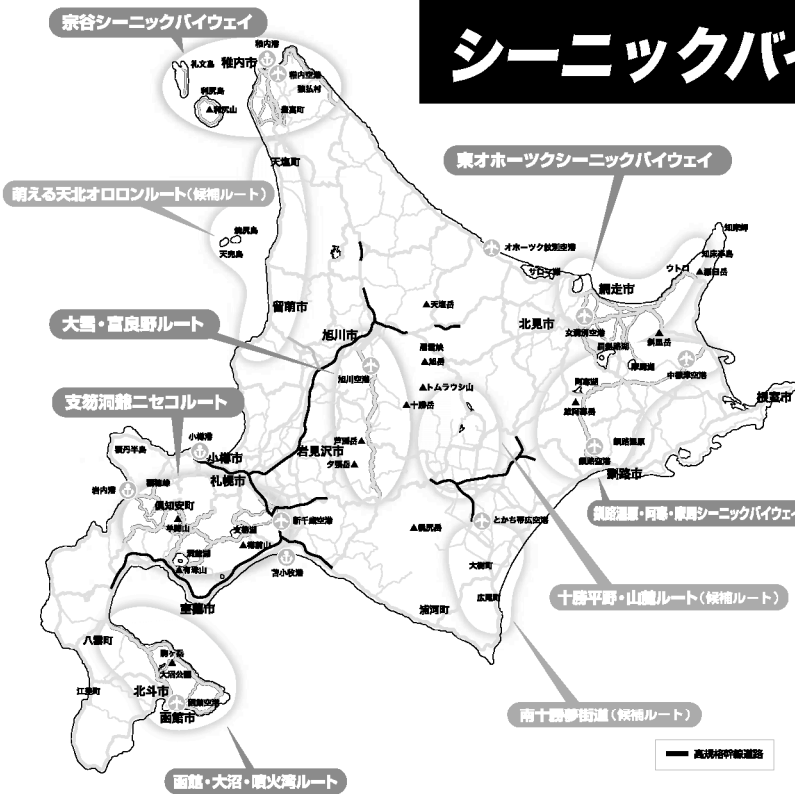 宗谷シーニックバイウェイ
シーニックバイ
稚内港
礼文島
稚内市
稚内空港
利尻島
猿払村
利尻山
豊富町
天塩町
東オホーツクシーニックバイウェイ
萌える天北オロロンルート(候補ルート)
焼尻島
天売島
オホーツク紋別空港
知床岬
知床半島
サロマ湖
ウトロ
羅臼岳
網走市
留萌市
天塩岳
大雪・富良野ルート
旭川市
北見市
女満別空港
斜里岳
層雲峡
屈斜路湖
旭岳
摩周湖
中標津空港
旭川空港
トムラウシ山
阿寒湖
支笏洞爺ニセコルート
十勝岳
雌阿寒岳
根室市
小樽港
積丹半島
小樽市
岩見沢市
芦別岳
夕張岳
釧路湿原
釧路空港
釧路市
札幌市
岩内港
倶知安町
羊蹄山
新千歳空港
支笏湖
樽前山
洞爺湖
有珠山
苫小牧港
幌尻岳
とかち帯広空港
釧路湿原・阿寒・摩周シーニックバイウェイ
大樹町
広尾町
十勝平野・山麓ルート(候補ルート)
室蘭市
浦河町
八雲町
駒ヶ岳
大沼公園
北斗市
江差町
函館空港
函館市
南十勝夢街道(候補ルート)
高規格幹線道路
函館・大沼・噴火湾ルート